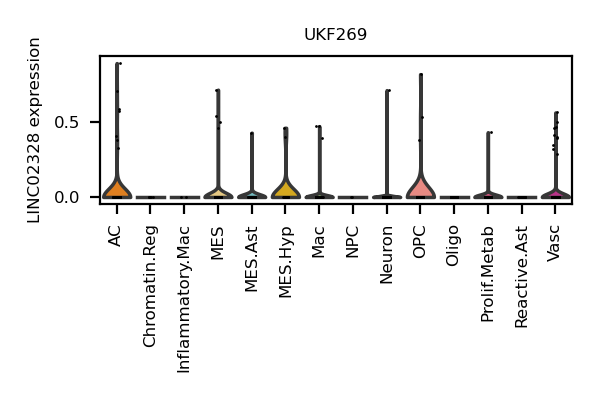 UKF269
LINC02328 expression
0.5
0.0
AC
Chromatin.Reg
Inflammatory.Mac
MES
MES.Ast
MES.Hyp
Mac
NPC
Neuron
OPC
Oligo
Prolif.Metab
Reactive.Ast
Vasc